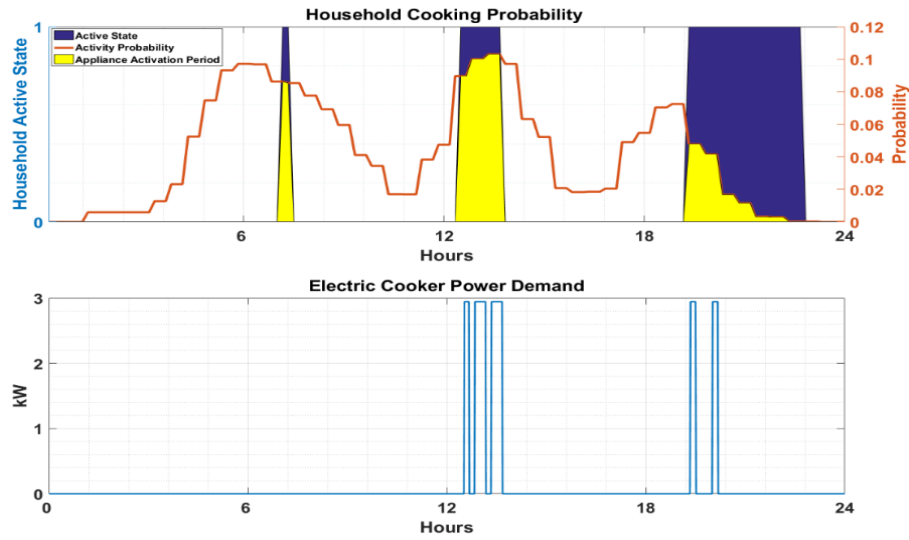 Household Cooking Probability
Household Active State
1
0
Active State
Activity Probability
Appliance Activation Period
0.12
0.1
0.08
0.06
0.04
0.02
0
Probability
6 12 18 24
Hours
Electric Cooker Power Demand
kW
3
2
1
0
0 6 12 18 24
Hours